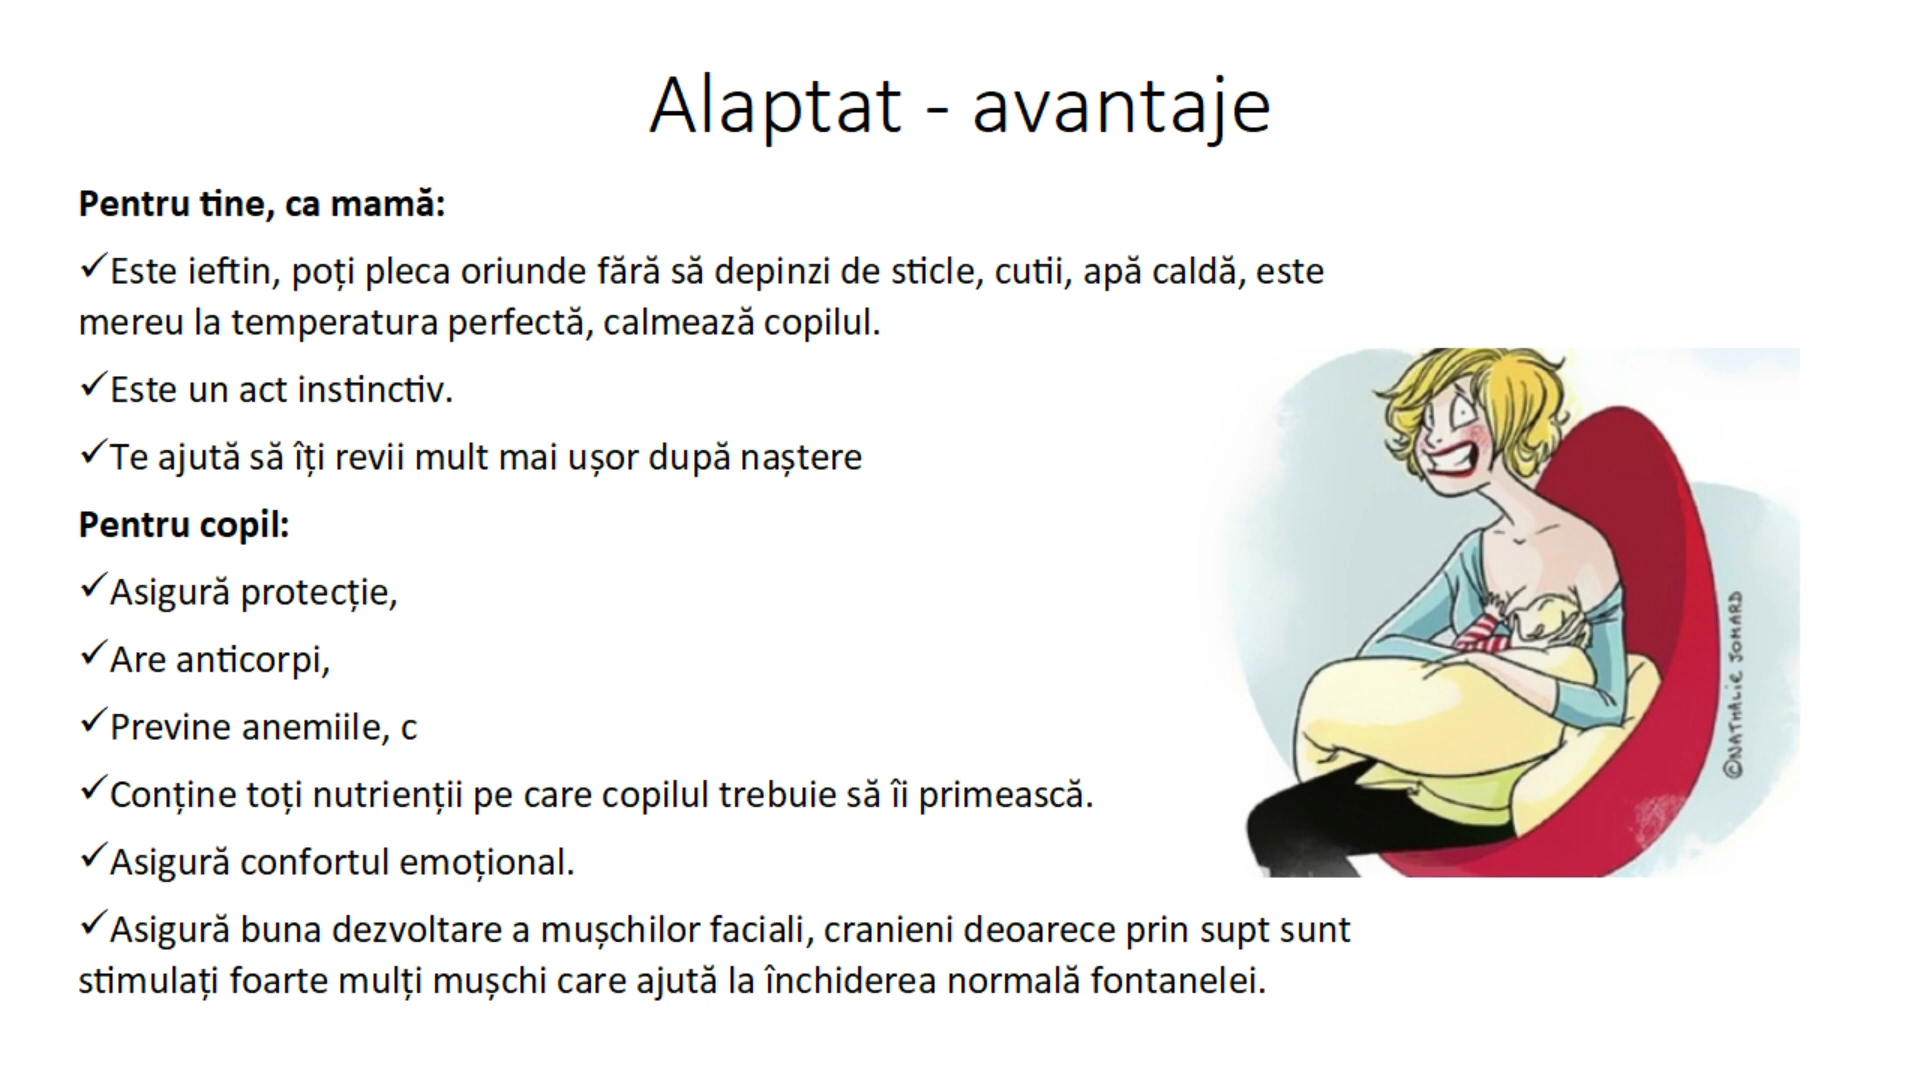 Alaptat - avantaje
Pentru tine, ca mamă:
✓Este ieftin, poți pleca oriunde fără să depinzi de sticle, cutii, apă caldă, este
mereu la temperatura perfectă, calmează copilul.
✓Este un act instinctiv.
✓Te ajută să îți revii mult mai ușor după naștere
Pentru copil:
✓Asigură protecție,
✓Are anticorpi,
✓Previne anemiile, c
✓Conține toți nutrienții pe care copilul trebuie să îi primească.
✓Asigură confortul emoțional.
✓Asigură buna dezvoltare a mușchilor faciali, cranieni deoarece prin supt sunt
stimulați foarte mulți mușchi care ajută la închiderea normală fontanelei.
©NATHALIE JOMARD